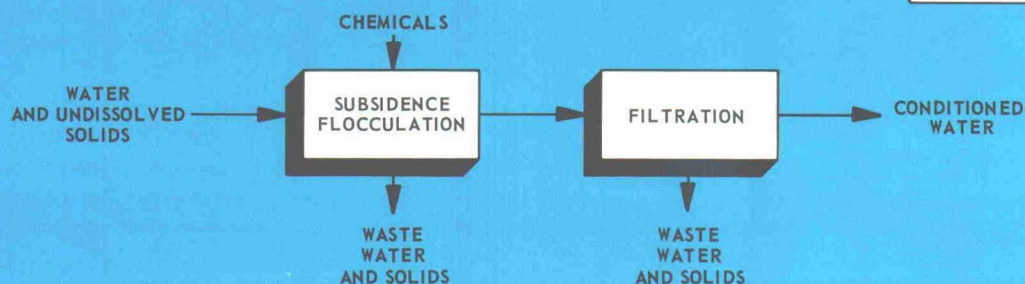 CHEMICALS
WATER
AND UNDISSOLVED
SOLIDS
SUBSIDENCE
FLOCCULATION
FILTRATION
CONDITIONED
WATER
WASTE
WATER
AND SOLIDS
WASTE
WATER
AND SOLIDS